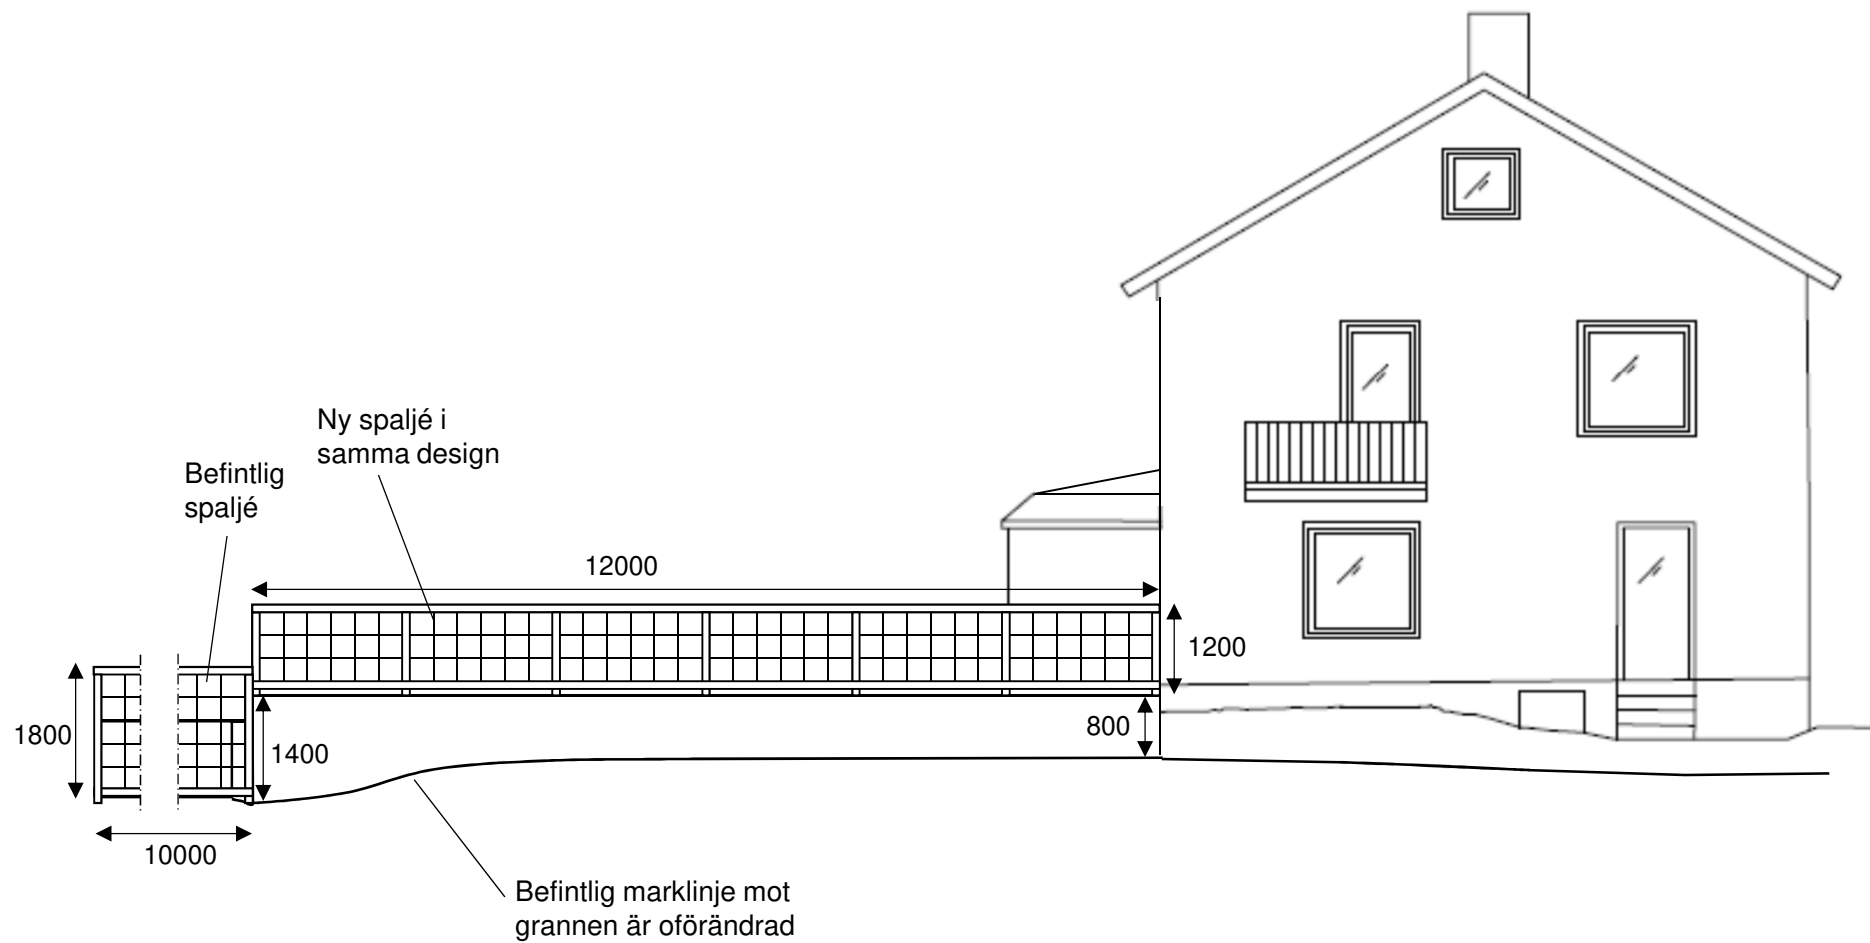 Ny spaljé i
samma design
Befintlig
spaljé
12000
1200
1800
1400
800
10000
Befintlig marklinje mot
grannen är oförändrad